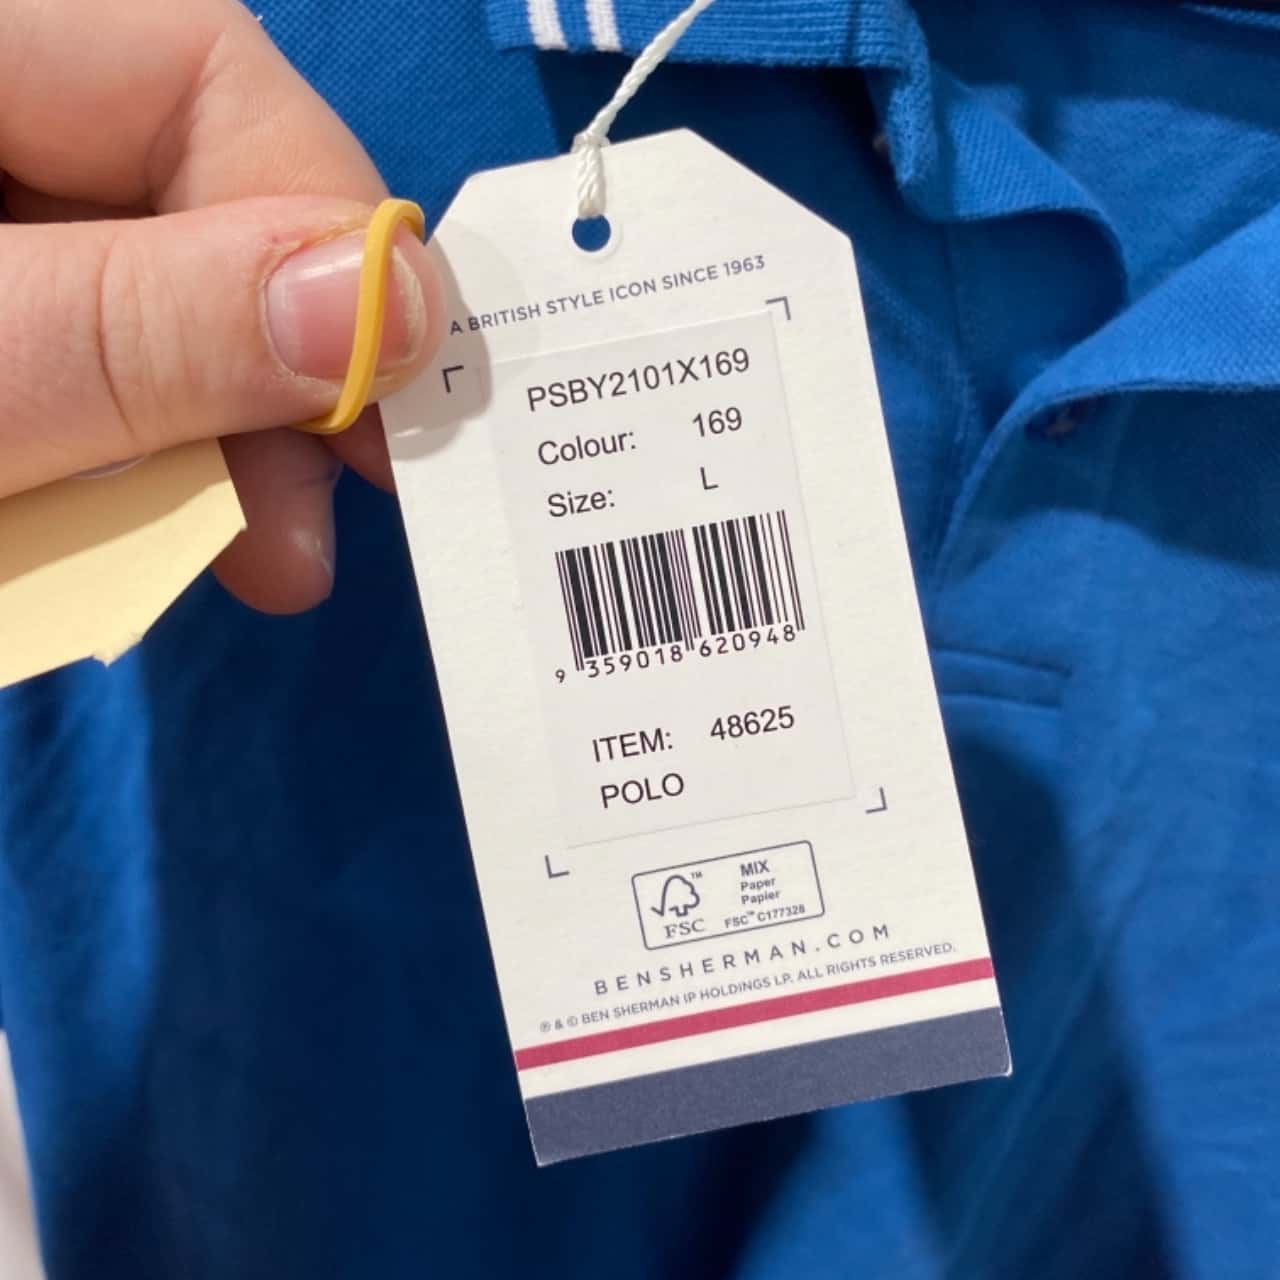 A BRITISH STYLE ICON SINCE 1963
PSBY2101X169
Colour: 169
Size: L
9 359018 620948
ITEM: 48625
POLO
FSC™
MIX
Paper
Papier
FSC™ C177328
BENSHERMAN.COM
℗ & © BEN SHERMAN IP HOLDINGS LP. ALL RIGHTS RESERVED.